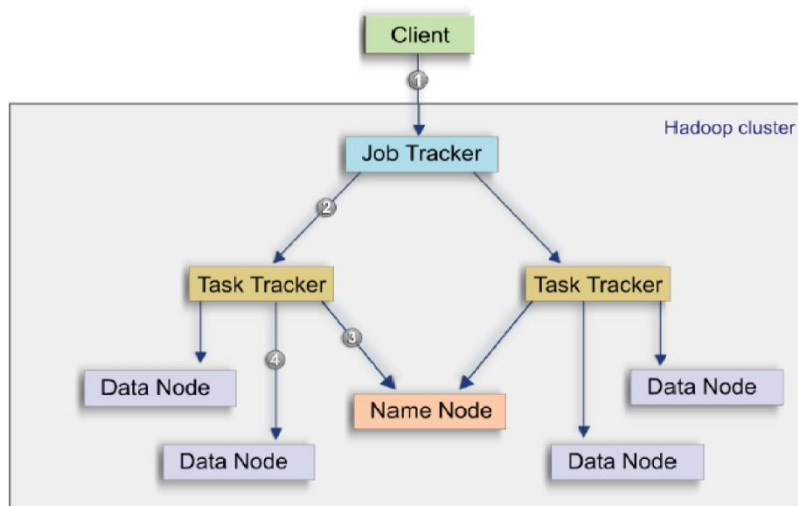 Client
1
Hadoop cluster
Job Tracker
2
Task Tracker
Task Tracker
3
4
Data Node
Data Node
Name Node
Data Node
Data Node